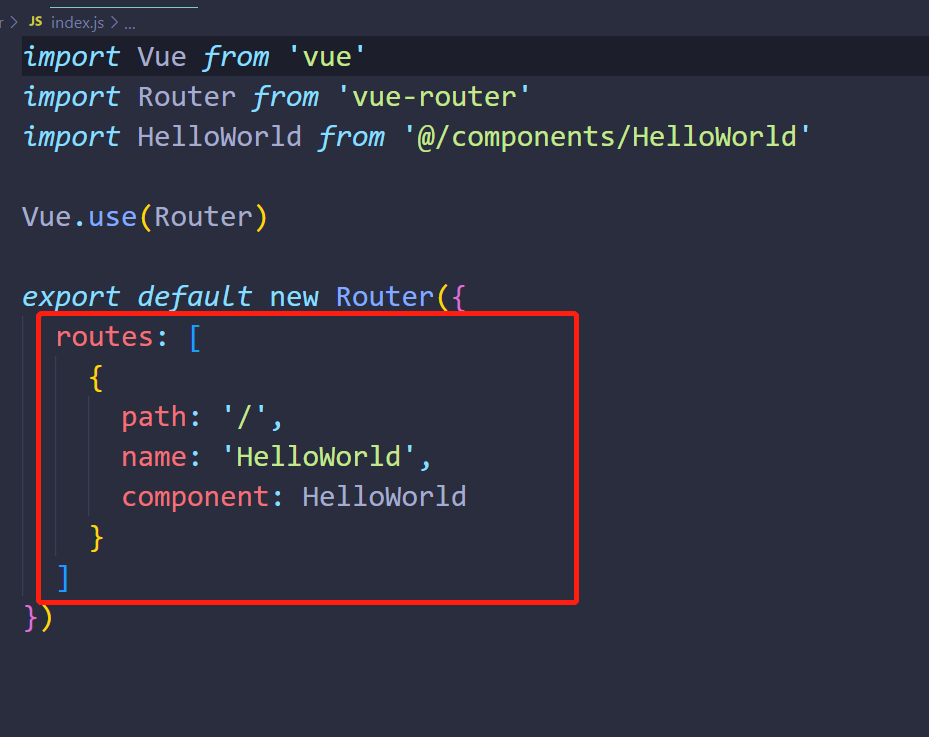 r > JS index.js > ...
import Vue from 'vue'
import Router from 'vue-router'
import HelloWorld from '@/components/HelloWorld'
Vue.use(Router)
export default new Router({
routes: [
{
path: '/',
name: 'HelloWorld',
component: HelloWorld
}
]
})